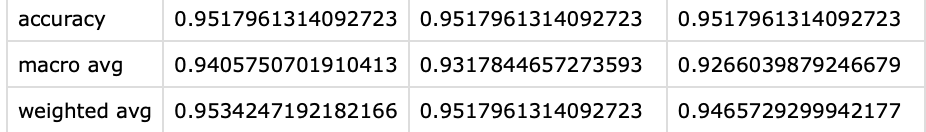 accuracy 0.9517961314092723 0.9517961314092723 0.9517961314092723
macro avg 0.9405750701910413 0.9317844657273593 0.9266039879246679
weighted avg 0.9534247192182166 0.9517961314092723 0.9465729299942177